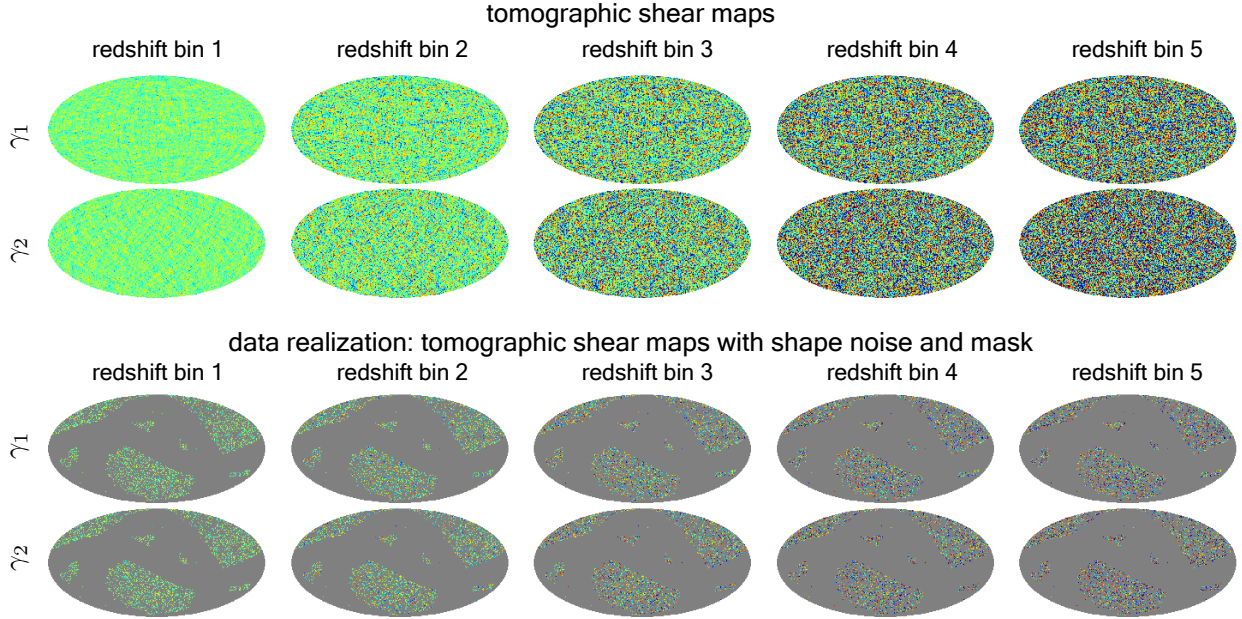 tomographic shear maps
redshift bin 1 redshift bin 2 redshift bin 3 redshift bin 4 redshift bin 5
γ1
γ2
data realization: tomographic shear maps with shape noise and mask
redshift bin 1 redshift bin 2 redshift bin 3 redshift bin 4 redshift bin 5
γ1
γ2